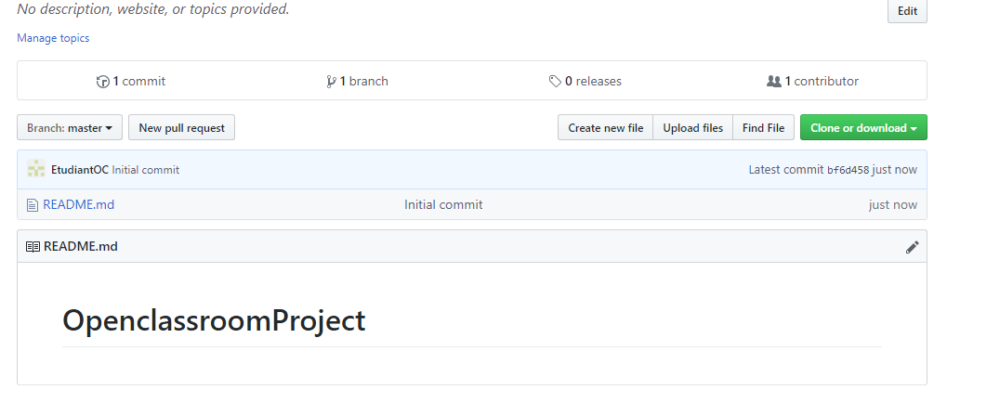 No description, website, or topics provided.
Edit
Manage topics
1 commit
1 branch
0 releases
1 contributor
Branch: master
New pull request
Create new file
Upload files
Find File
Clone or download
EtudiantOC Initial commit
Latest commit bf6d458 just now
README.md
Initial commit
just now
README.md
OpenclassroomProject